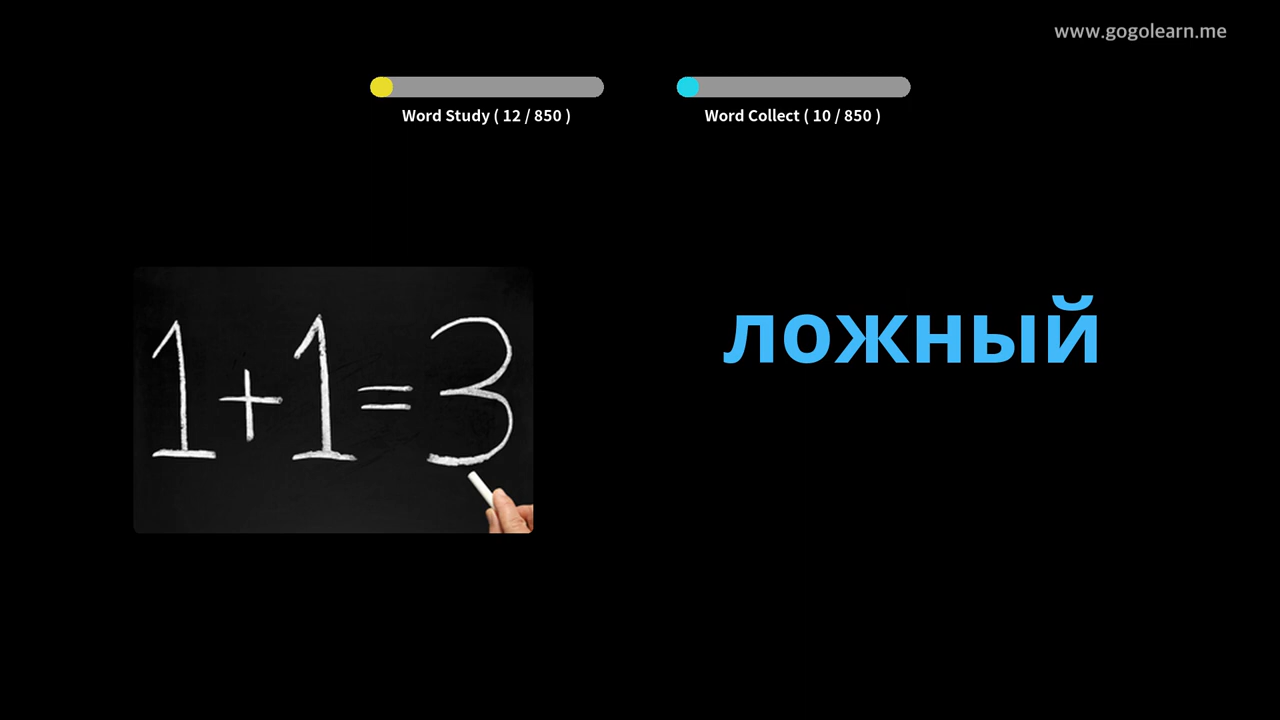 www.gogolearn.me
Word Study ( 12 / 850 )
Word Collect ( 10 / 850 )
1+1=3
ложный